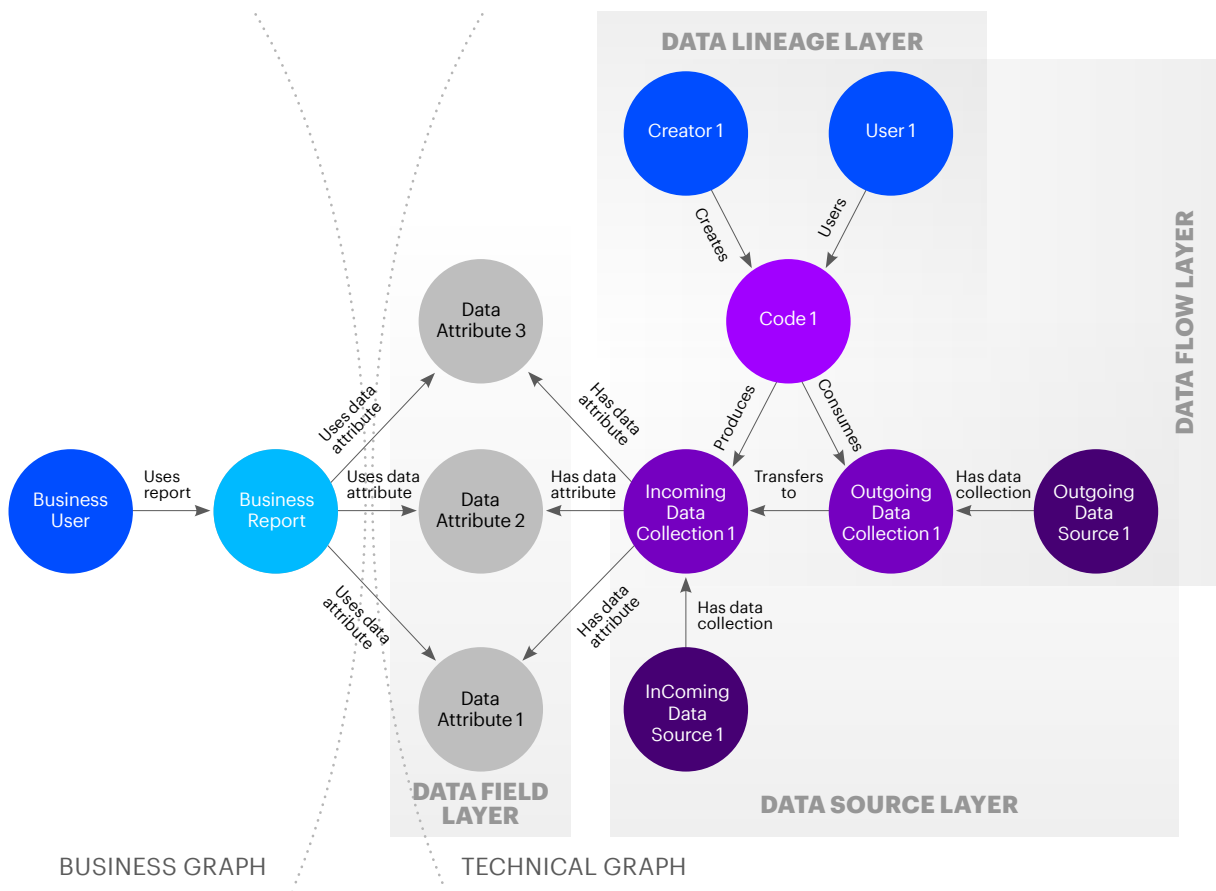 DATA LINEAGE LAYER
Creator 1
User 1
Creates
Users
DATA FLOW LAYER
Data
Attribute 3
Code 1
Uses data
attribute
Has data
attribute
Produces
Consumes
Business
User
Uses
report
Business
Report
Uses data
attribute
Data
Attribute 2
Has data
attribute
Incoming
Data
Collection 1
Transfers
to
Outgoing
Data
Collection 1
Has data
collection
Outgoing
Data
Source 1
Uses data
attribute
Has data
attribute
Has data
collection
Data
Attribute 1
InComing
Data
Source 1
DATA FIELD
LAYER
DATA SOURCE LAYER
BUSINESS GRAPH
TECHNICAL GRAPH